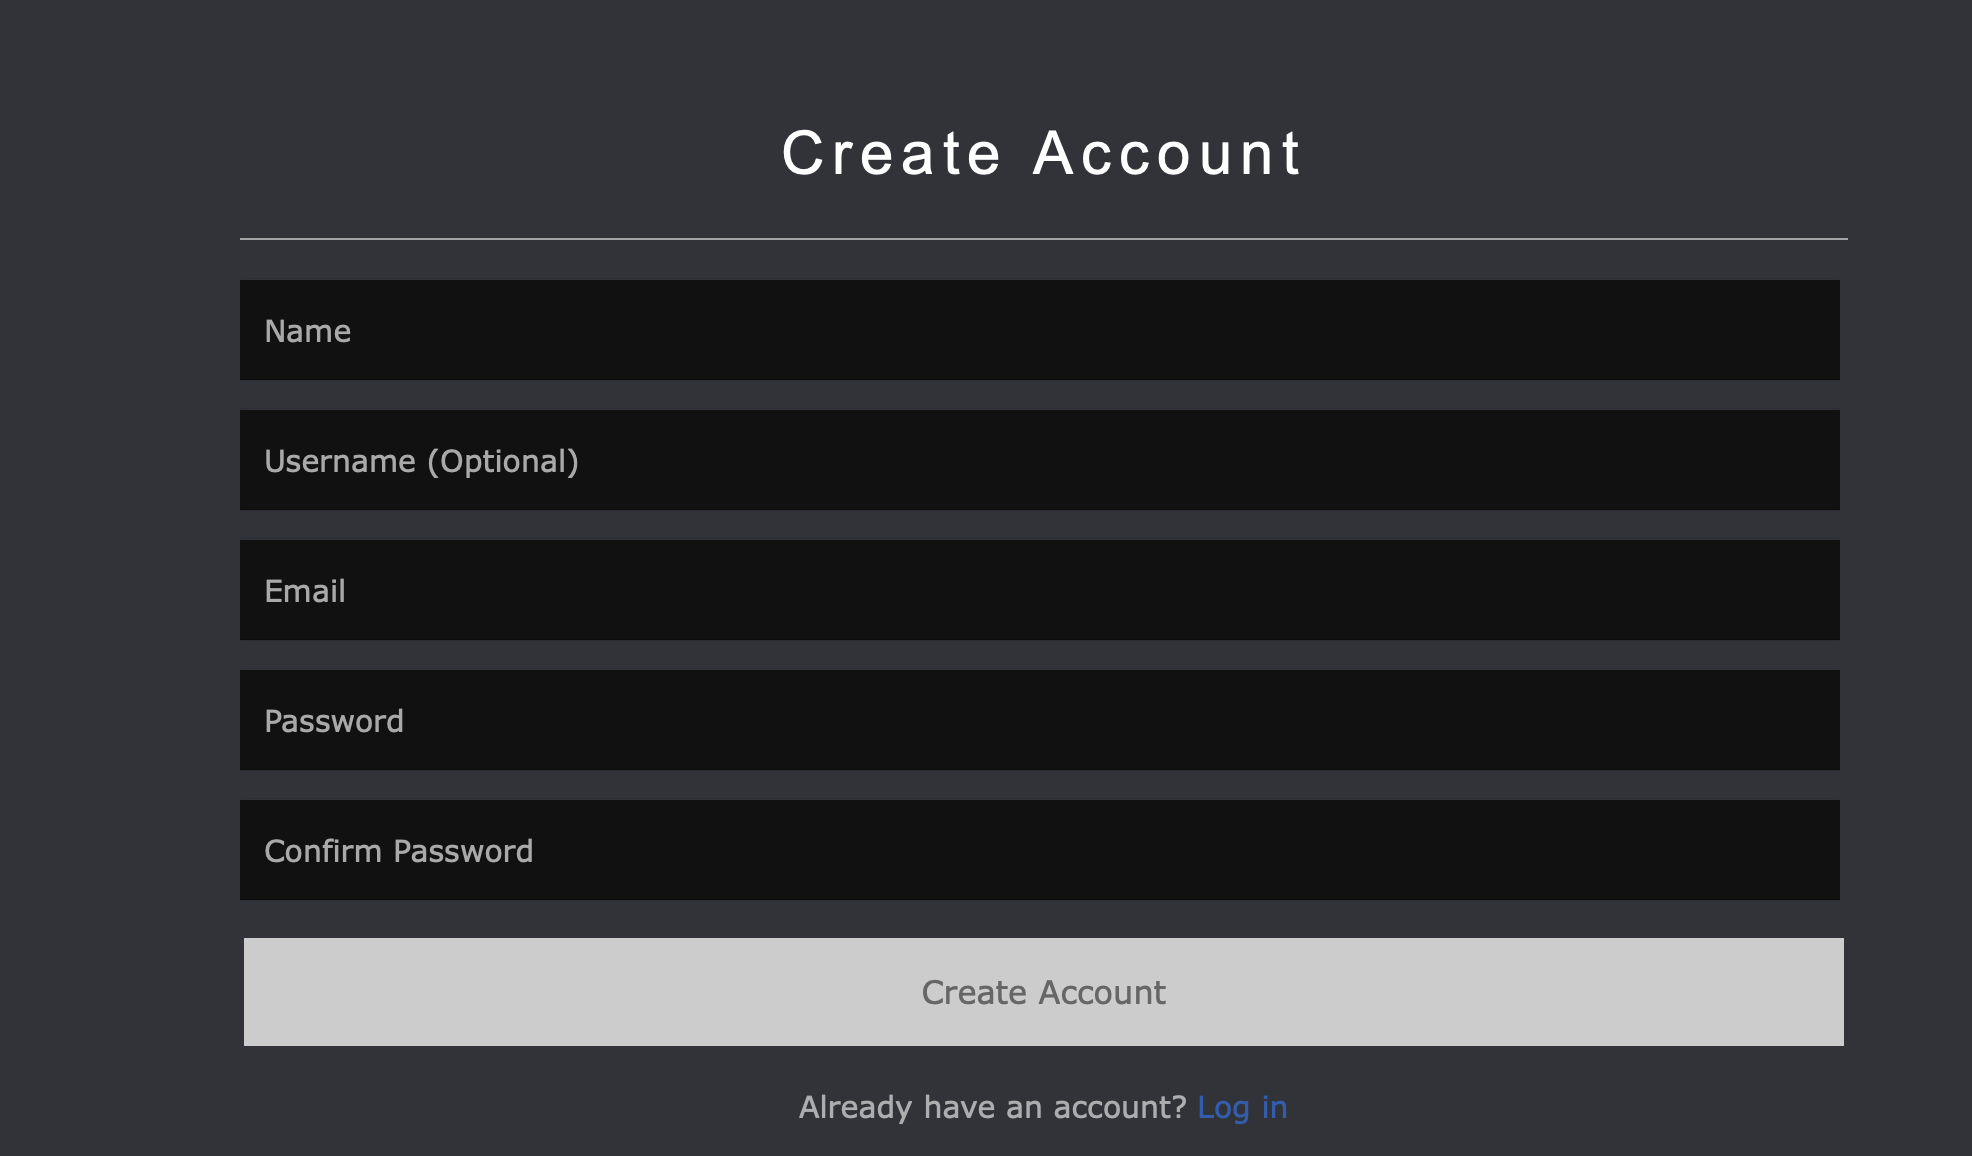 Create Account
Name
Username (Optional)
Email
Password
Confirm Password
Create Account
Already have an account? Log in